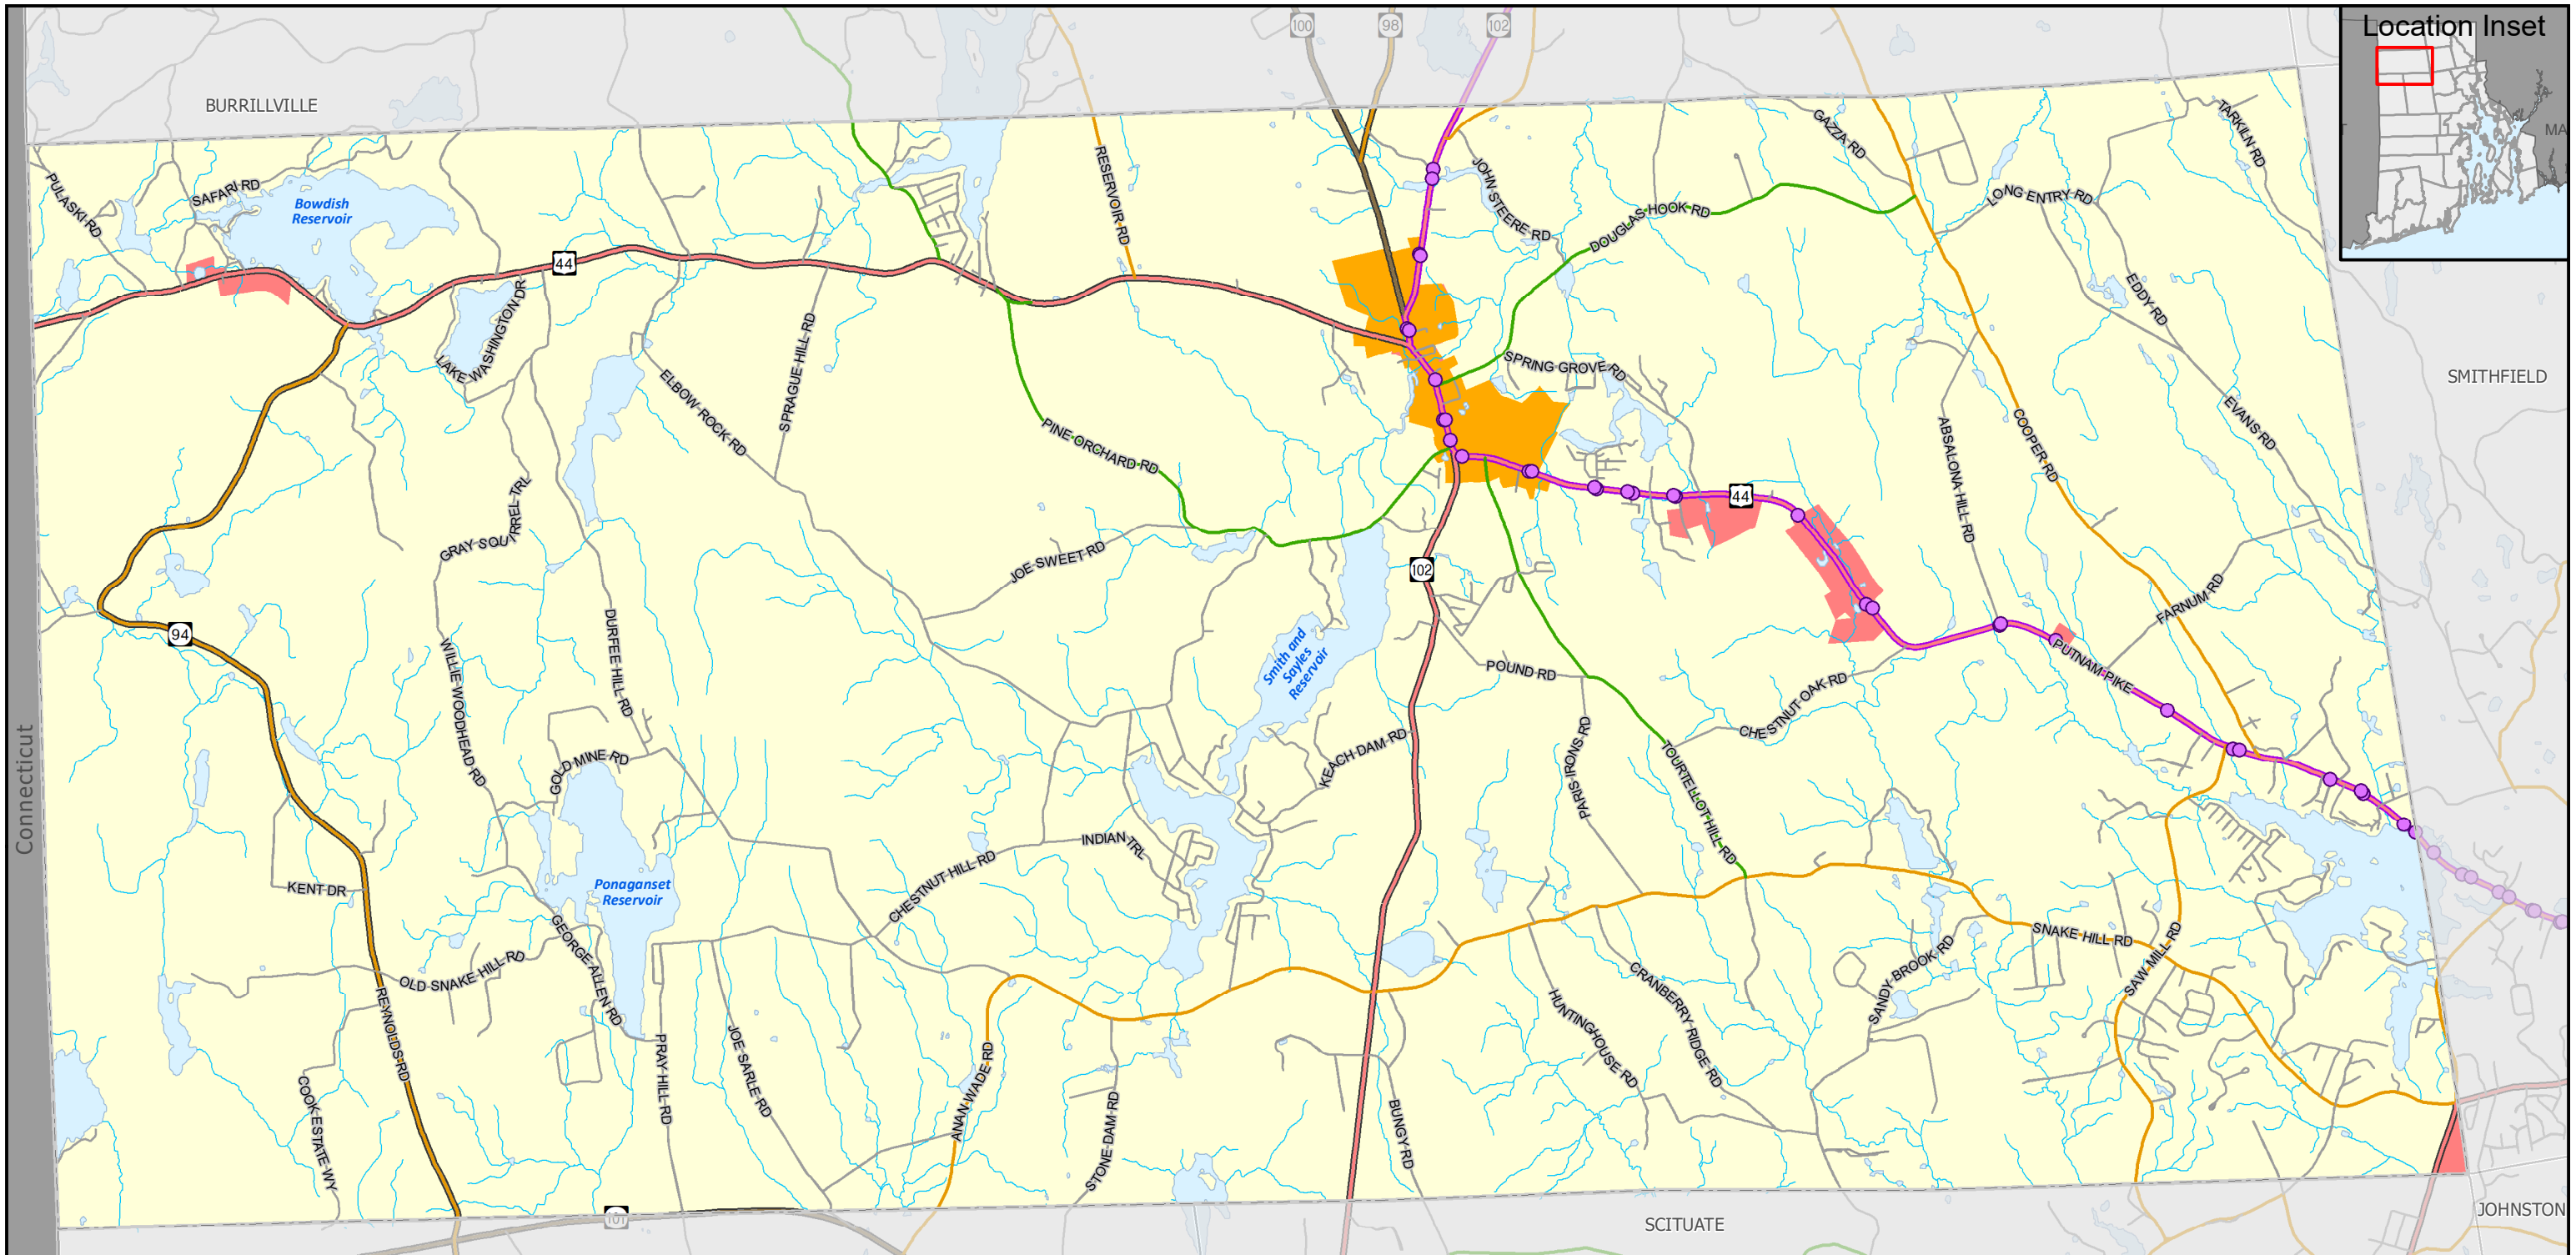 100
98
102
Location Inset
MA
BURRILLVILLE
TARKILN RD
GAZZA RD
RESERVOIR RD
JOHN STEERE RD
PULASKI RD
SAFARI RD
Bowdish
Reservoir
LONG ENTRY RD
DOUGLAS HOOK RD
44
EDDY RD
LAKE WASHINGTON DR
SPRAGUE HILL RD
SPRING GROVE RD
SMITHFIELD
ELBOW ROCK RD
EVANS RD
PINE ORCHARD RD
COOPER RD
ABSALONA HILL RD
GRAY SQUIRREL TRL
44
JOE SWEET RD
102
FARNUM RD
94
DURFEE HILL RD
WILLIE WOODHEAD RD
Smith and
Sayles
Reservoir
POUND RD
PUTNAM PIKE
CHESTNUT OAK RD
KEACH DAM RD
PARIS IRONS RD
TOURTELLOT HILL RD
GOLD MINE RD
Connecticut
INDIAN TRL
CHESTNUT HILL RD
KENT DR
Ponaganset
Reservoir
GEORGE ALLEN RD
OLD SNAKE HILL RD
SNAKE HILL RD
SAW MILL RD
SANDY BROOK RD
CRANBERRY RIDGE RD
HUNTINGHOUSE RD
REYNOLDS RD
PRAY HILL RD
JOE SARLE RD
ANAN WADE RD
STONE DAM RD
BUNGY RD
COOK ESTATE WY
101
SCITUATE
JOHNSTON